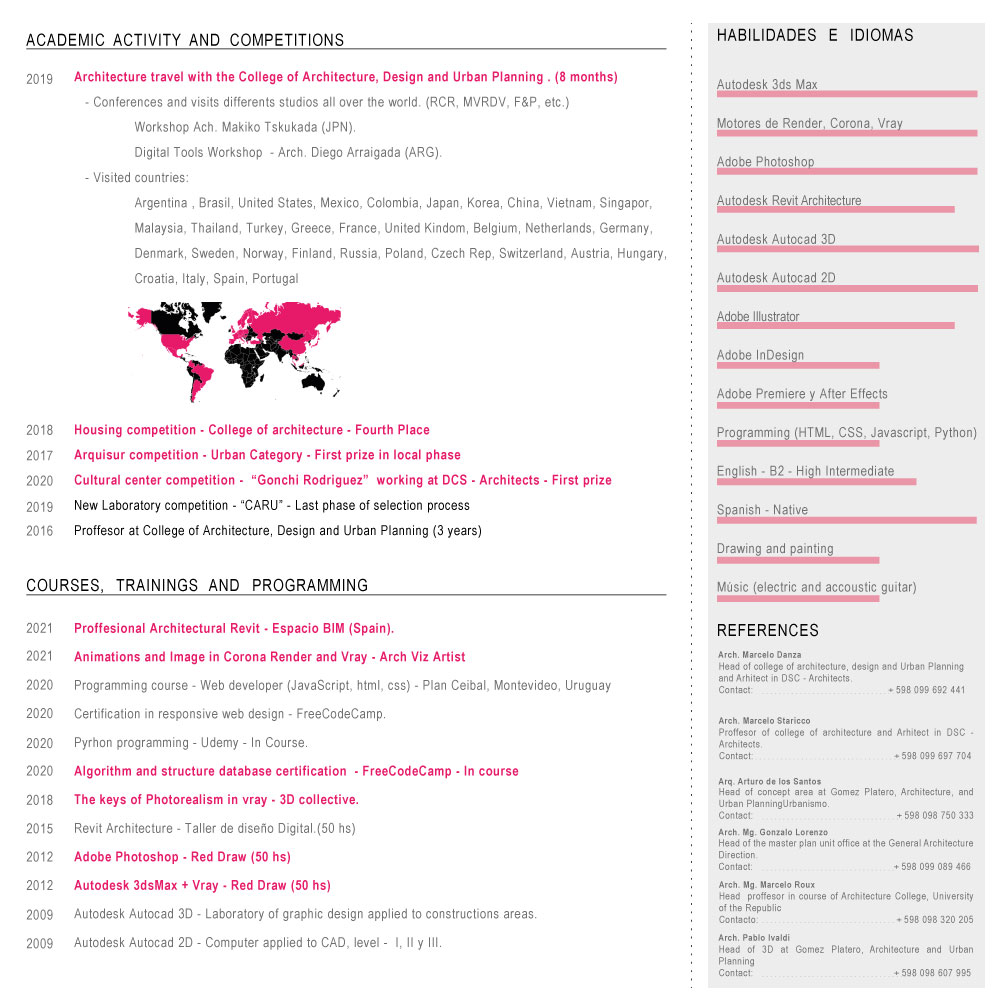 ACADEMIC ACTIVITY AND COMPETITIONS
2019 Architecture travel with the College of Architecture, Design and Urban Planning . (8 months)
- Conferences and visits differents studios all over the world. (RCR, MVRDV, F&P, etc.)
Workshop Ach. Makiko Tskukada (JPN).
Digital Tools Workshop - Arch. Diego Arraigada (ARG).
- Visited countries:
Argentina , Brasil, United States, Mexico, Colombia, Japan, Korea, China, Vietnam, Singapor,
Malaysia, Thailand, Turkey, Greece, France, United Kindom, Belgium, Netherlands, Germany,
Denmark, Sweden, Norway, Finland, Russia, Poland, Czech Rep, Switzerland, Austria, Hungary,
Croatia, Italy, Spain, Portugal
2018 Housing competition - College of architecture - Fourth Place
2017 Arquisur competition - Urban Category - First prize in local phase
2020 Cultural center competition - “Gonchi Rodriguez” working at DCS - Architects - First prize
2019 New Laboratory competition - “CARU” - Last phase of selection process
2016 Proffesor at College of Architecture, Design and Urban Planning (3 years)
COURSES, TRAININGS AND PROGRAMMING
2021 Proffesional Architectural Revit - Espacio BIM (Spain).
2021 Animations and Image in Corona Render and Vray - Arch Viz Artist
2020 Programming course - Web developer (JavaScript, html, css) - Plan Ceibal, Montevideo, Uruguay
2020 Certification in responsive web design - FreeCodeCamp.
2020 Pyrhon programming - Udemy - In Course.
2020 Algorithm and structure database certification - FreeCodeCamp - In course
2018 The keys of Photorealism in vray - 3D collective.
2015 Revit Architecture - Taller de diseño Digital.(50 hs)
2012 Adobe Photoshop - Red Draw (50 hs)
2012 Autodesk 3dsMax + Vray - Red Draw (50 hs)
2009 Autodesk Autocad 3D - Laboratory of graphic design applied to constructions areas.
2009 Autodesk Autocad 2D - Computer applied to CAD, level - I, II y III.
HABILIDADES E IDIOMAS
Autodesk 3ds Max
Motores de Render, Corona, Vray
Adobe Photoshop
Autodesk Revit Architecture
Autodesk Autocad 3D
Autodesk Autocad 2D
Adobe Illustrator
Adobe InDesign
Adobe Premiere y After Effects
Programming (HTML, CSS, Javascript, Python)
English - B2 - High Intermediate
Spanish - Native
Drawing and painting
Músic (electric and accoustic guitar)
REFERENCES
Arch. Marcelo Danza
Head of college of architecture, design and Urban Planning
and Arhitect in DSC - Architects.
Contact: + 598 099 692 441
Arch. Marcelo Staricco
Proffesor of college of architecture and Arhitect in DSC -
Architects.
Contact: + 598 099 697 704
Arq. Arturo de los Santos
Head of concept area at Gomez Platero, Architecture, and
Urban PlanningUrbanismo.
Contact: + 598 098 750 333
Arch. Mg. Gonzalo Lorenzo
Head of the master plan unit office at the General Architecture
Direction.
Contact: + 598 099 089 466
Arch. Mg. Marcelo Roux
Head proffesor in course of Architecture College, University
of the Republic
Contacto: + 598 098 320 205
Arch. Pablo Ivaldi
Head of 3D at Gomez Platero, Architecture and Urban
Planning
Contact: + 598 098 607 995